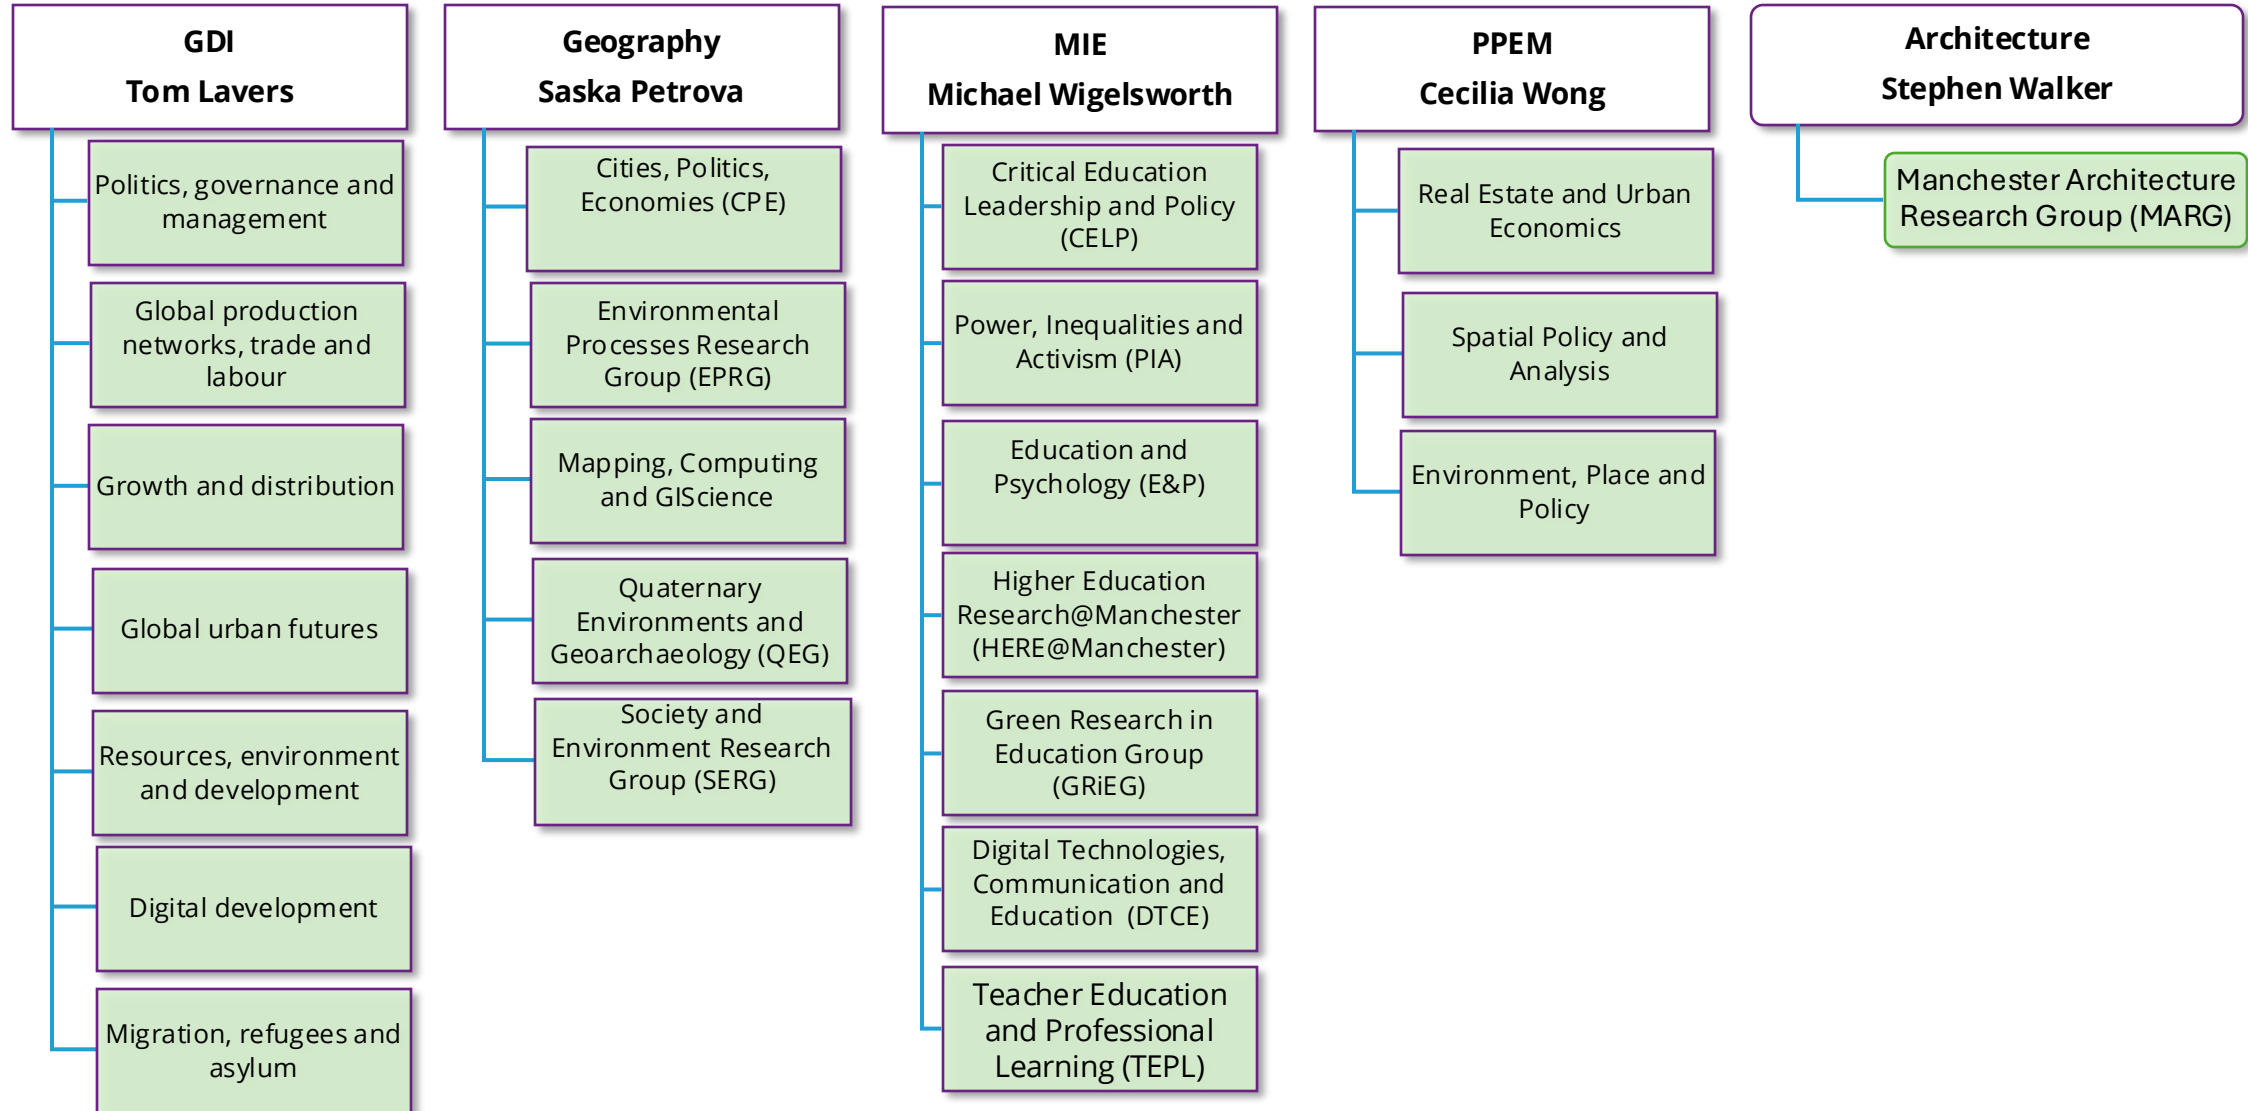 GDI
Tom Lavers
Politics, governance and
management
Global production
networks, trade and
labour
Growth and distribution
Global urban futures
Resources, environment
and development
Digital development
Migration, refugees and
asylum
Geography
Saska Petrova
Cities, Politics,
Economies (CPE)
Environmental
Processes Research
Group (EPRG)
Mapping, Computing
and GIScience
Quaternary
Environments and
Geoarchaeology (QEG)
Society and
Environment Research
Group (SERG)
MIE
Michael Wigelsworth
Critical Education
Leadership and Policy
(CELP)
Power, Inequalities and
Activism (PIA)
Education and
Psychology (E&P)
Higher Education
Research@Manchester
(HERE@Manchester)
Green Research in
Education Group
(GRiEG)
Digital Technologies,
Communication and
Education (DTCE)
Teacher Education
and Professional
Learning (TEPL)
PPEM
Cecilia Wong
Real Estate and Urban
Economics
Spatial Policy and
Analysis
Environment, Place and
Policy
Architecture
Stephen Walker
Manchester Architecture
Research Group (MARG)